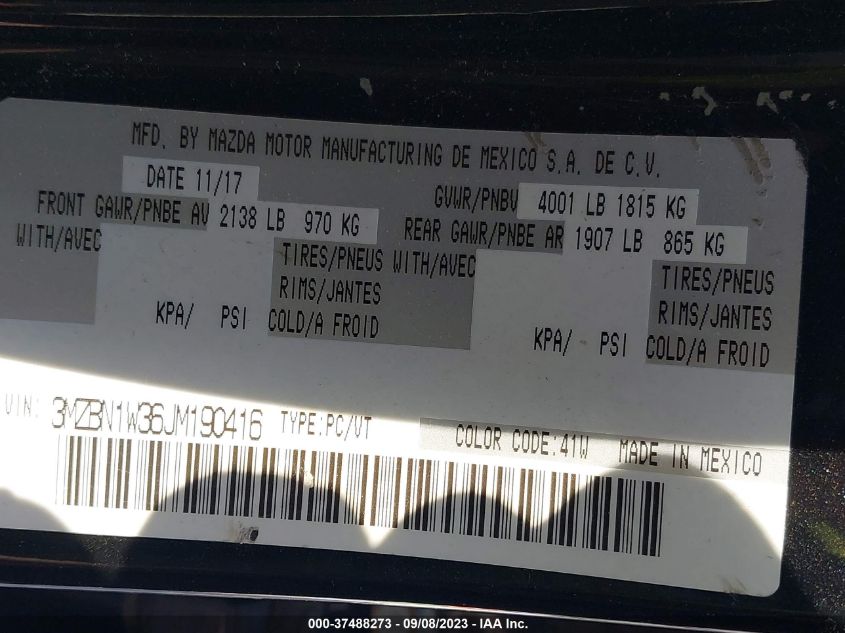 MFD. BY MAZDA MOTOR MANUFACTURING DE MEXICO S.A. DE C.V.
DATE 11/17 GVWR/PNBV 4001 LB 1815 KG
FRONT GAWR/PNBE AV 2138 LB 970 KG REAR GAWR/PNBE AR 1907 LB 865 KG
WITH/AVEC TIRES/PNEUS WITH/AVEC TIRES/PNEUS
RIMS/JANTES RIMS/JANTES
KPA/ PSI COLD/A FROID KPA/ PSI COLD/A FROID
VIN: 3MZBN1W36JM190416 TYPE:PC/VT COLOR CODE:41W MADE IN MEXICO
000-37488273 - 09/08/2023 - IAA Inc.